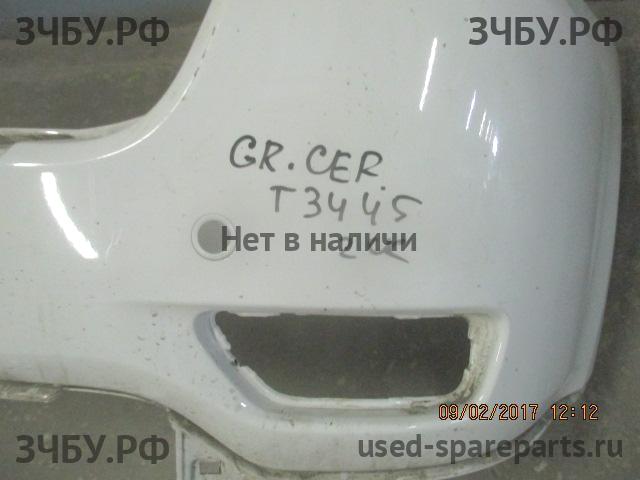 ЗЧБУ.РФ ЗЧБУ.РФ
GR.CER.
T3445
Нет в наличи
09/02/2017 12:12
ЗЧБУ.РФ used-spareparts.ru